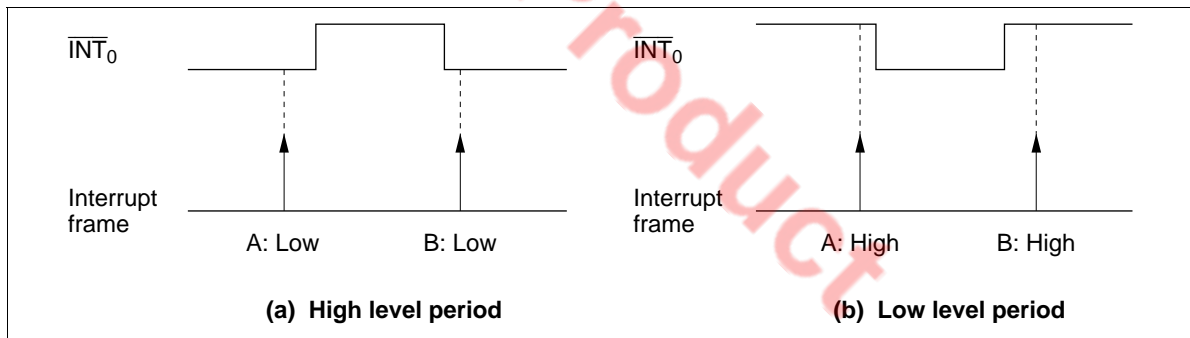 INT0
Interrupt
frame
A: Low B: Low
(a) High level period
INT0
Interrupt
frame
A: High B: High
(b) Low level period
roduct